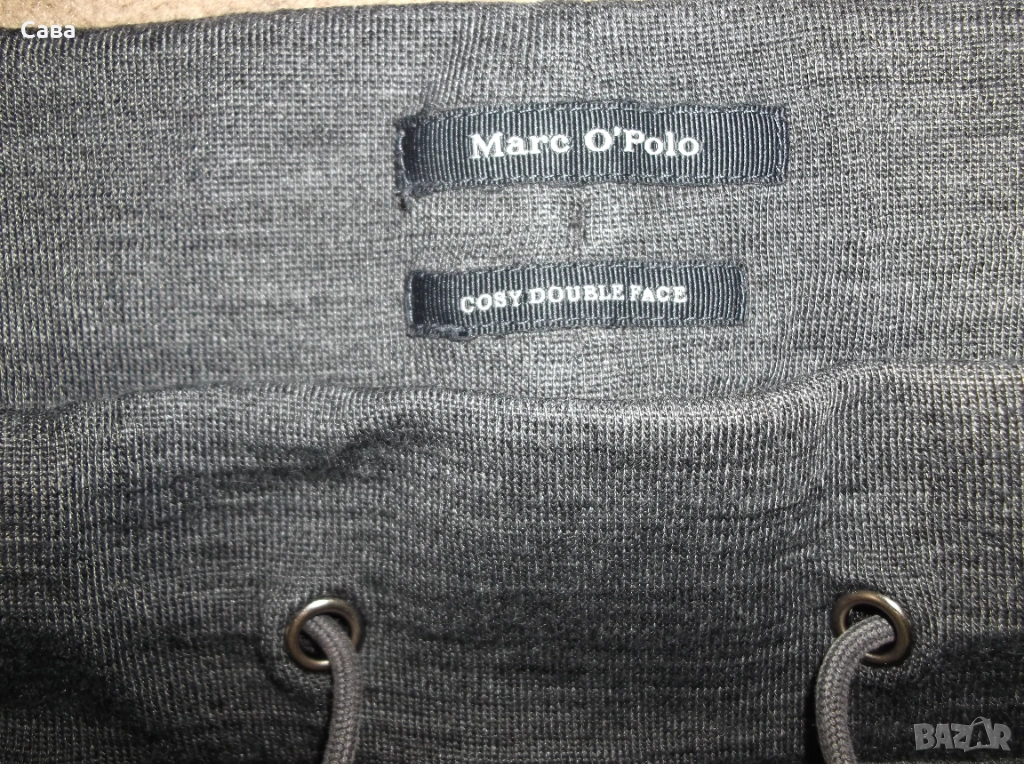 Сава
Marc O'Polo
COSY DOUBLE FACE
BAZAR